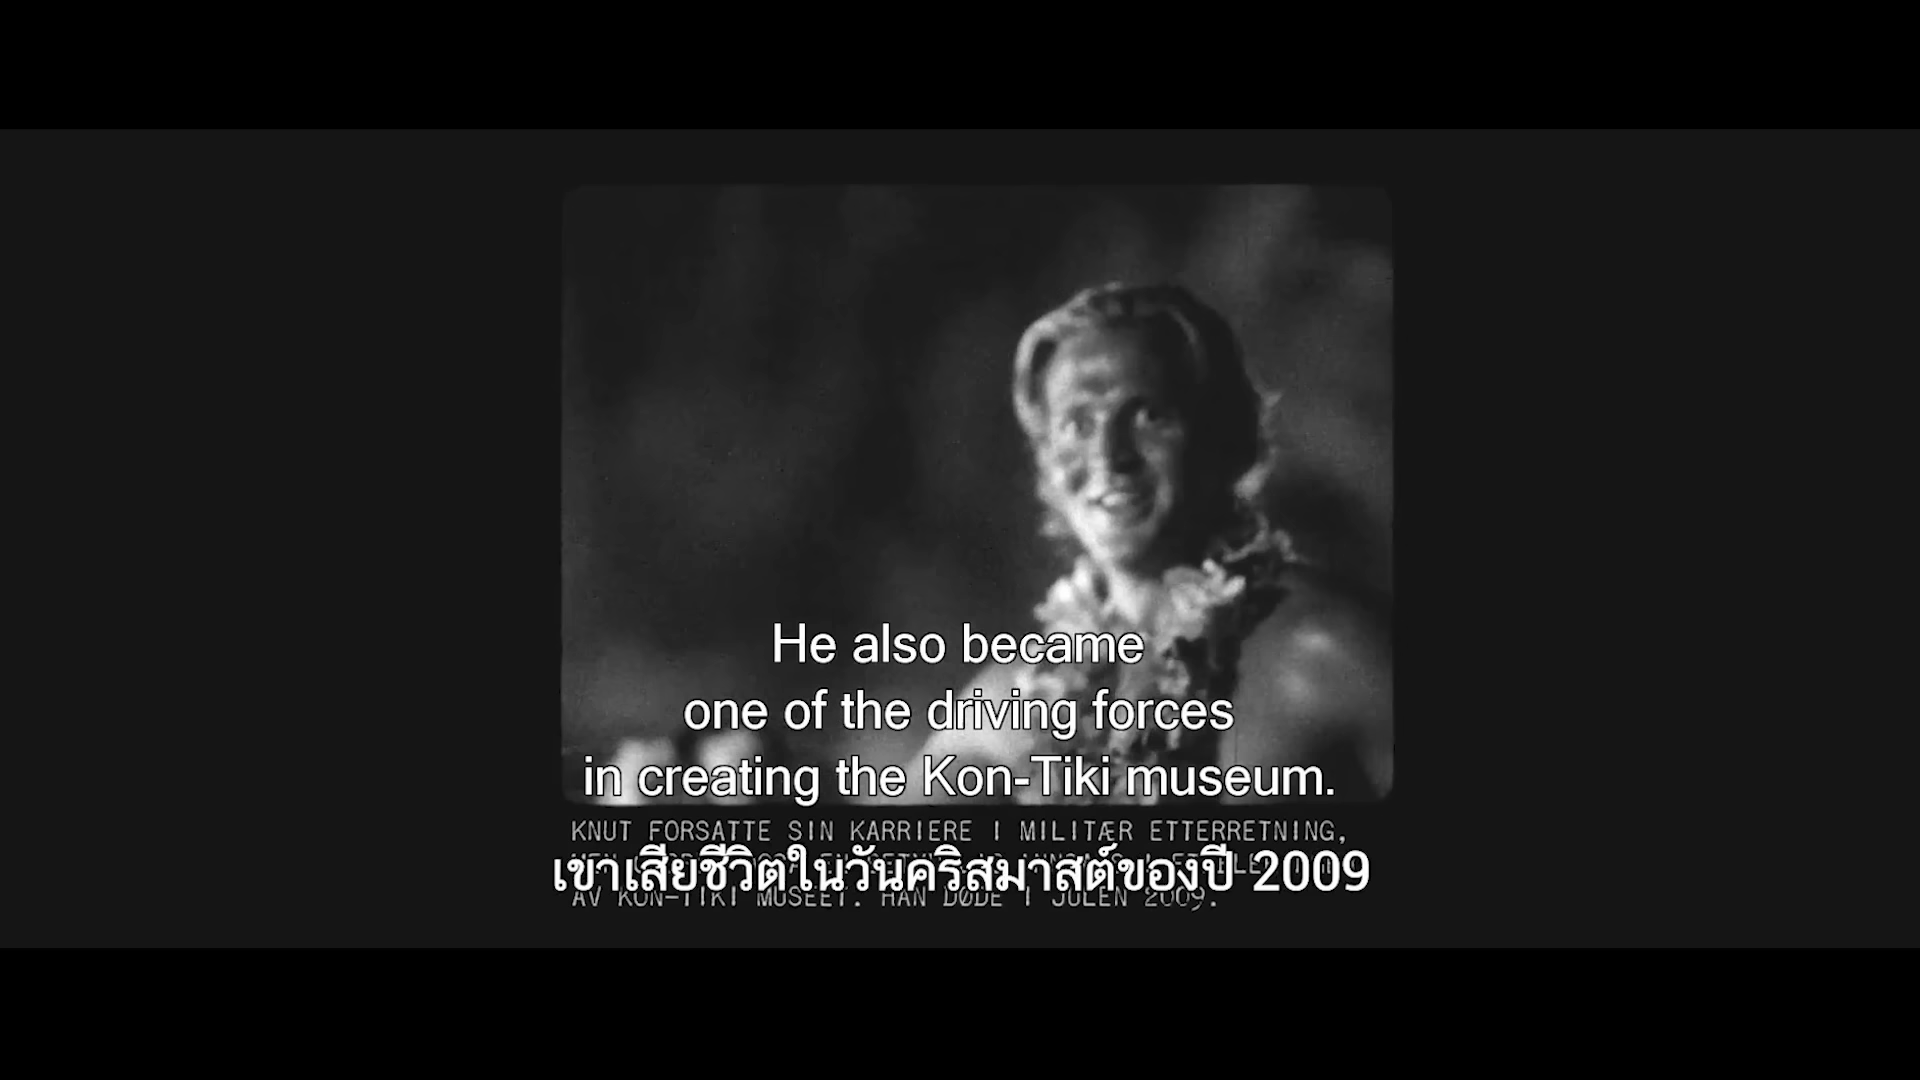 He also became
one of the driving forces
in creating the Kon-Tiki museum.
KNUT FORSATTE SIN KARRIERE I MILITÆR ETTERRETNING,
เขาเสียชีวิตในวันคริสมาสต์ของปี 2009
AV KON-TIKI MUSEET. HAN DØDE I JULEN 2009.